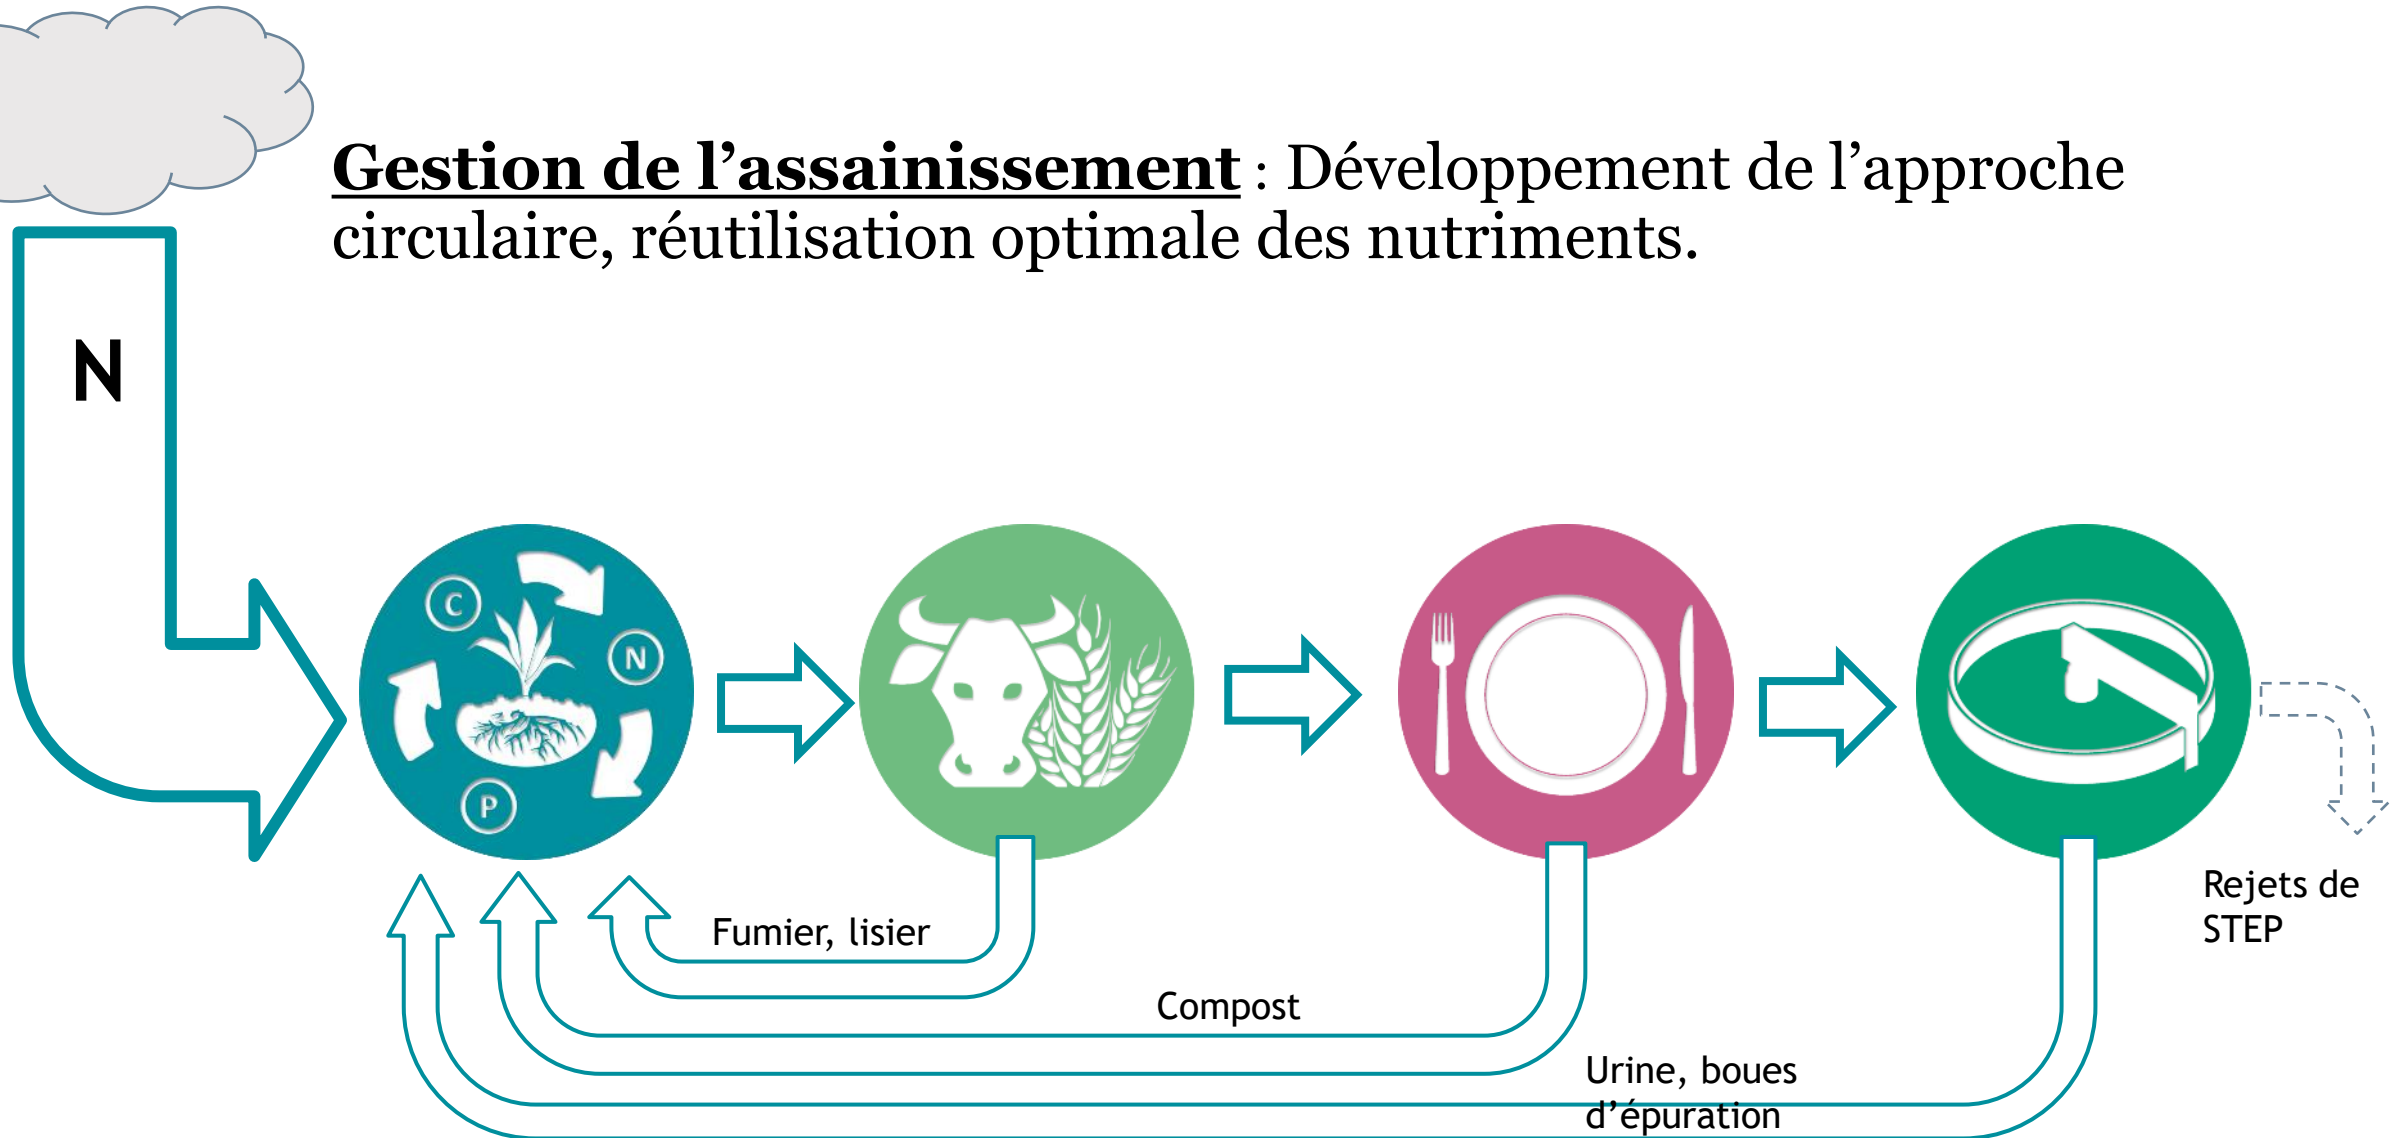 Gestion de l’assainissement : Développement de l’approche
circulaire, réutilisation optimale des nutriments.
N
C
N
P
Fumier, lisier
Compost
Urine, boues
d’épuration
Rejets de
STEP